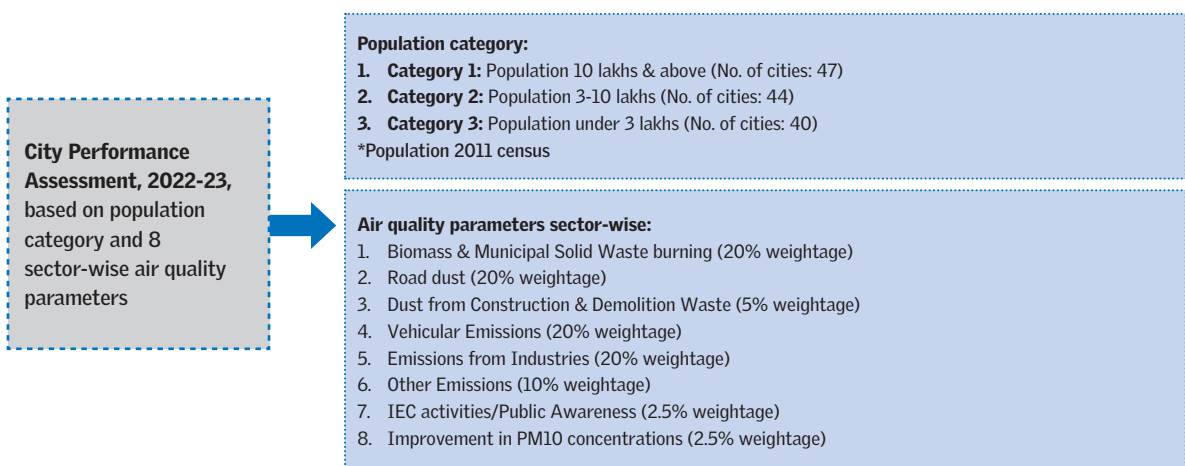 City Performance
Assessment, 2022-23,
based on population
category and 8
sector-wise air quality
parameters
Population category:
1. Category 1: Population 10 lakhs & above (No. of cities: 47)
2. Category 2: Population 3-10 lakhs (No. of cities: 44)
3. Category 3: Population under 3 lakhs (No. of cities: 40)
*Population 2011 census
Air quality parameters sector-wise:
1. Biomass & Municipal Solid Waste burning (20% weightage)
2. Road dust (20% weightage)
3. Dust from Construction & Demolition Waste (5% weightage)
4. Vehicular Emissions (20% weightage)
5. Emissions from Industries (20% weightage)
6. Other Emissions (10% weightage)
7. IEC activities/Public Awareness (2.5% weightage)
8. Improvement in PM10 concentrations (2.5% weightage)